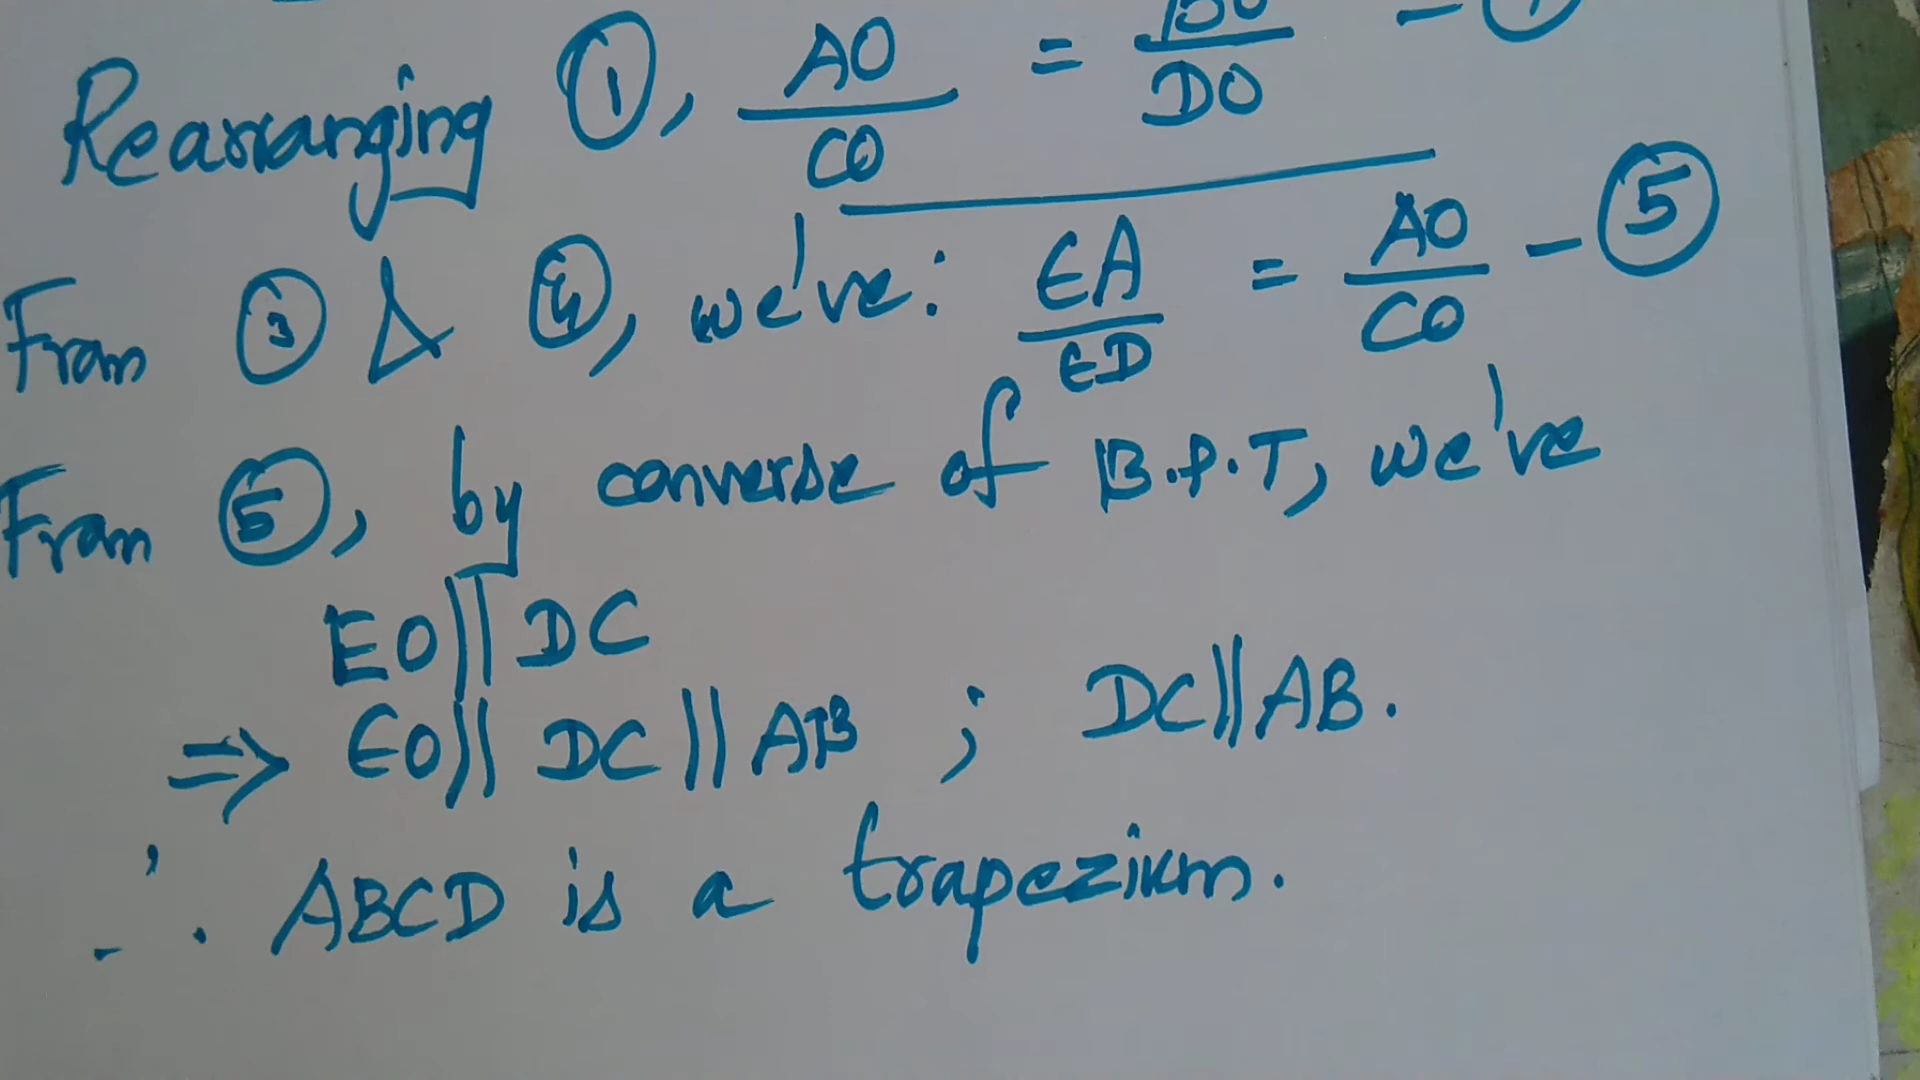 Rearranging ①, AO/CO = BO/DO - ④
From ③ & ④, we've: EA/ED = AO/CO - ⑤
From ⑤, by converse of B.P.T, we've
EO||DC
⇒ EO|| DC || AB ; DC||AB.
∴ ABCD is a trapezium.